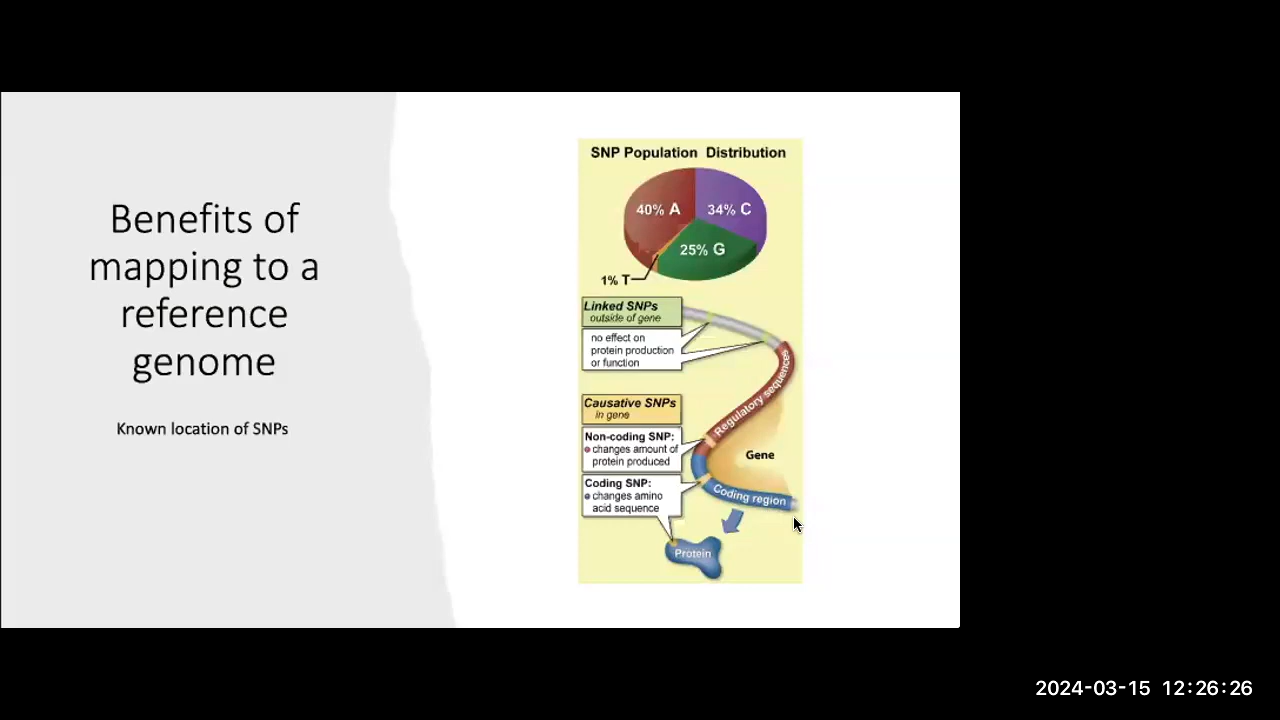 Benefits of
mapping to a
reference
genome
Known location of SNPs
SNP Population Distribution
40% A
34% C
25% G
1% T
Linked SNPs
outside of gene
no effect on
protein production
or function
Regulatory sequences
Causative SNPs
in gene
Non-coding SNP:
changes amount of
protein produced
Gene
Coding SNP:
changes amino
acid sequence
Coding region
Protein
2024-03-15 12:26:26